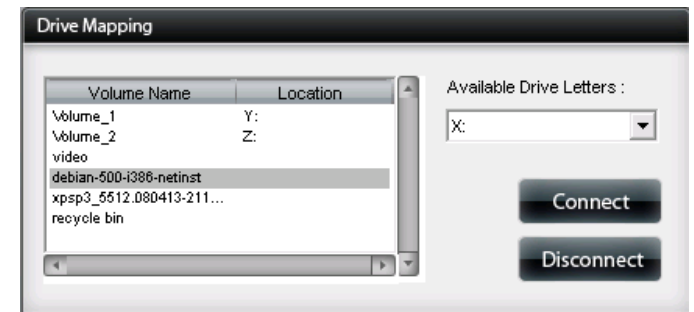 Drive Mapping
Volume Name Location
Volume_1 Y:
Volume_2 Z:
video
debian-500-i386-netinst
xpsp3_5512.080413-211...
recycle bin
Available Drive Letters :
X:
Connect
Disconnect